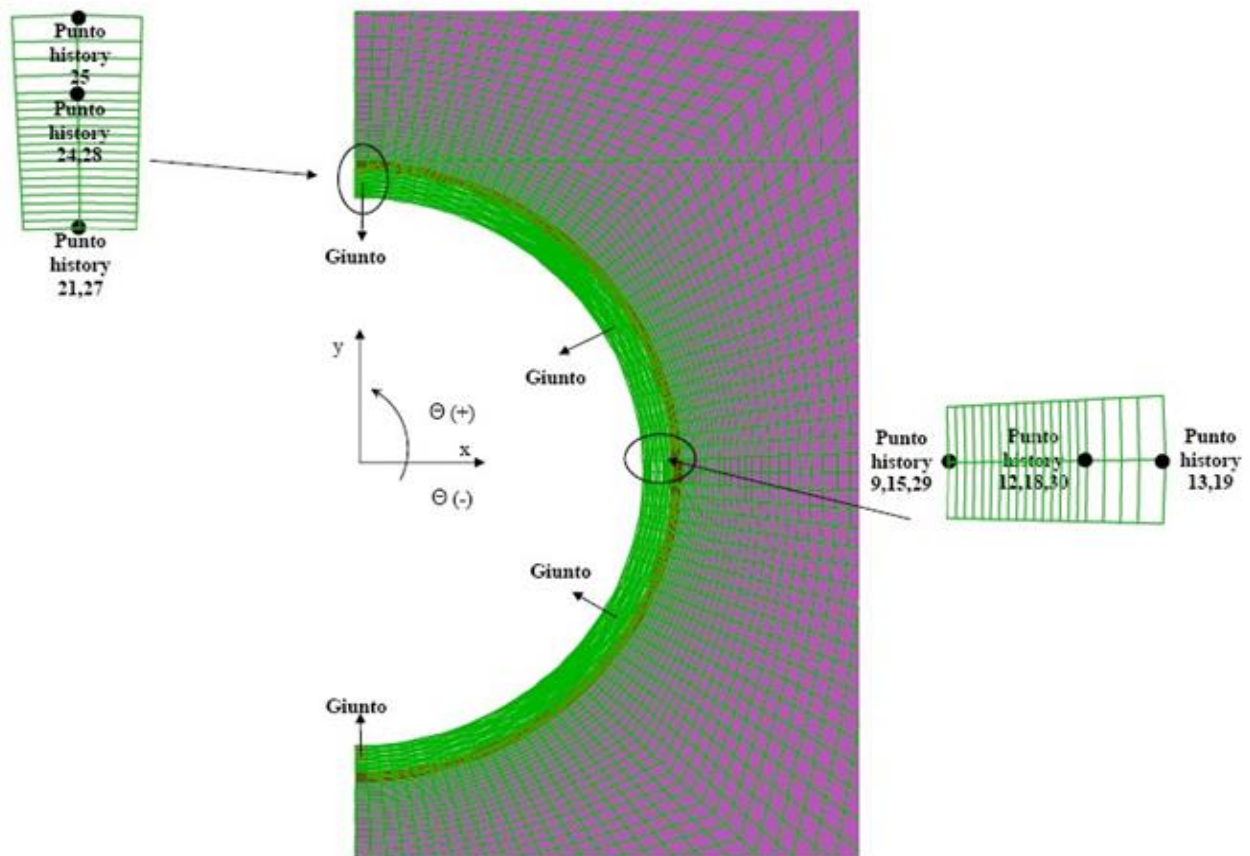 Punto
history
25
Punto
history
24,28
Punto
history
21,27
Giunto
Giunto
y
Θ (+)
x
Θ (-)
Punto
history
9,15,29
Punto
history
12,18,30
Punto
history
13,19
Giunto
Giunto